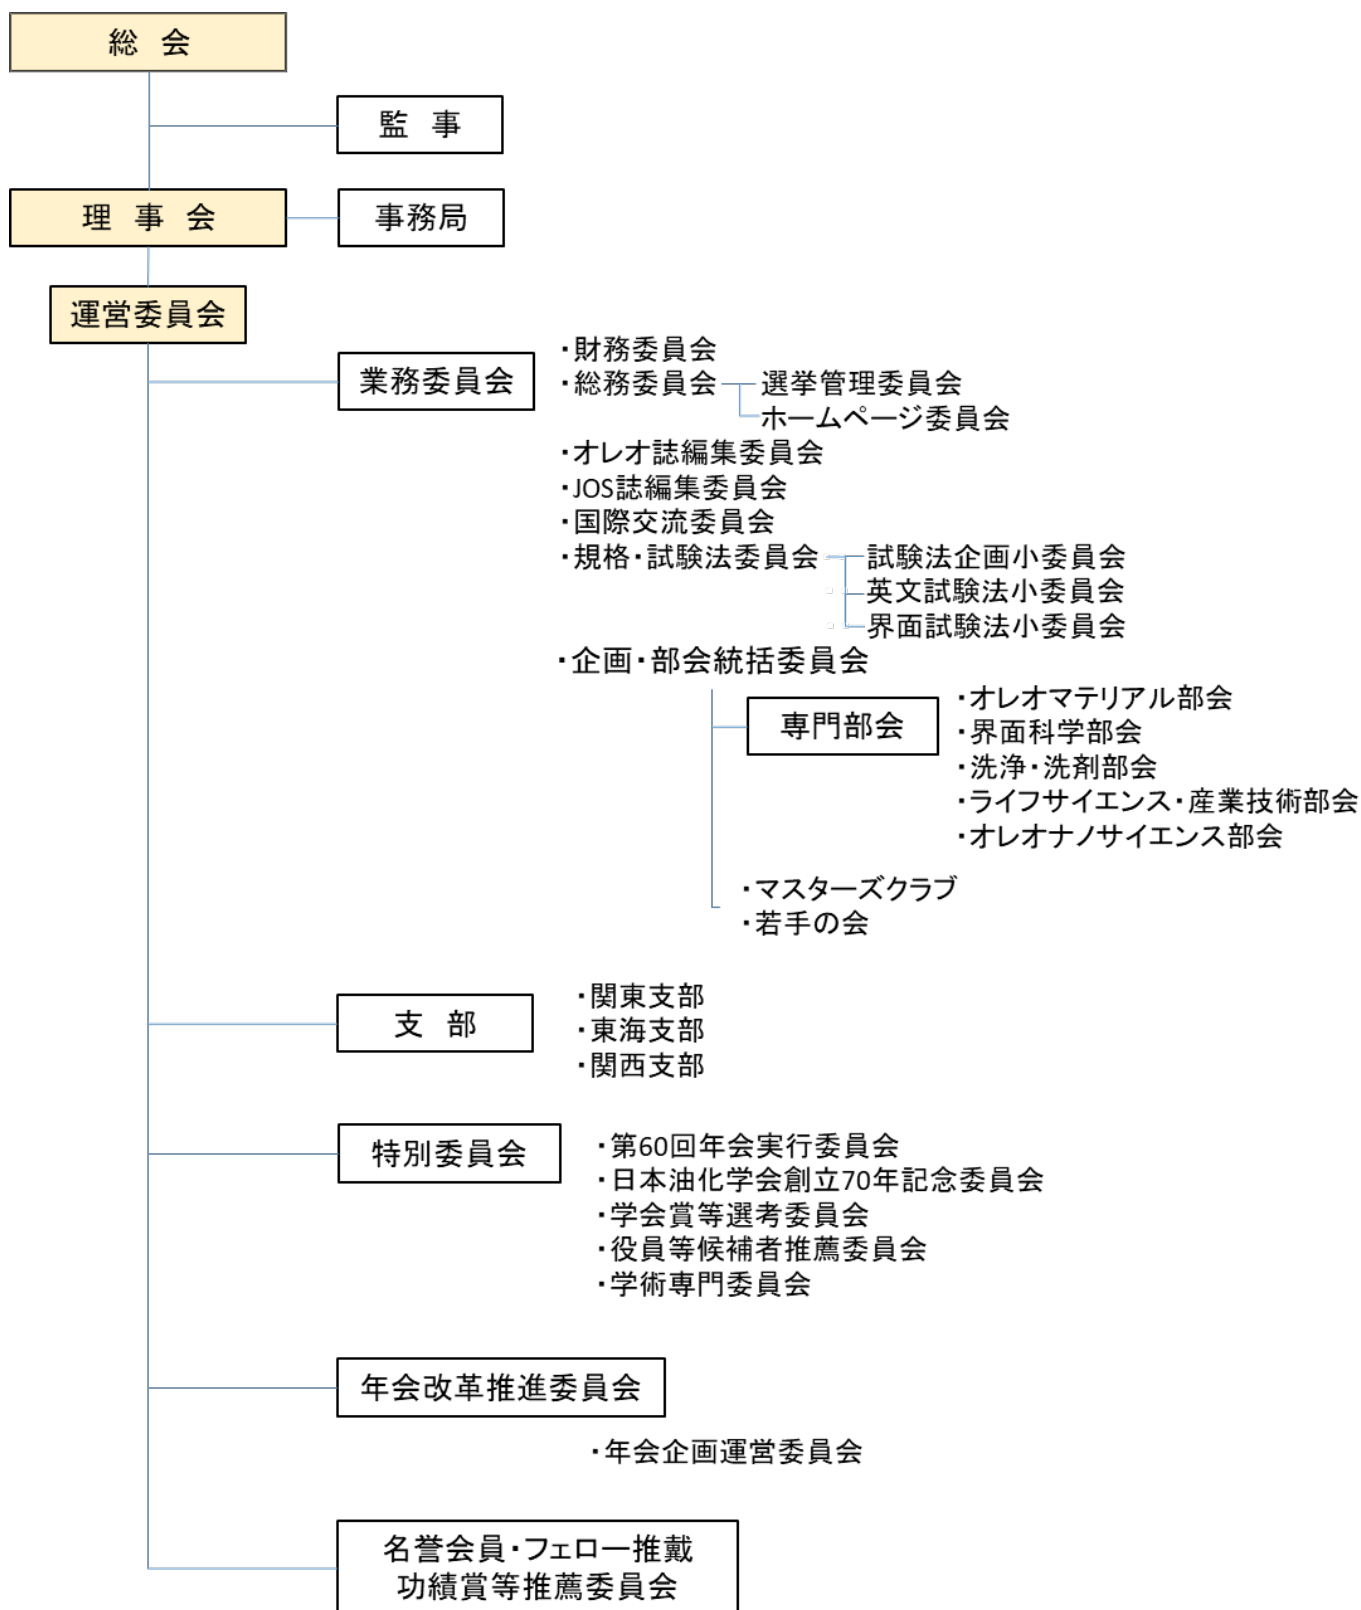 総 会
監 事
理 事 会
事務局
運営委員会
業務委員会
・財務委員会
・総務委員会
選挙管理委員会
ホームページ委員会
・オレオ誌編集委員会
・JOS誌編集委員会
・国際交流委員会
・規格・試験法委員会
試験法企画小委員会
英文試験法小委員会
界面試験法小委員会
・企画・部会統括委員会
専門部会
・オレオマテリアル部会
・界面科学部会
・洗浄・洗剤部会
・ライフサイエンス・産業技術部会
・オレオナノサイエンス部会
・マスターズクラブ
・若手の会
支 部
・関東支部
・東海支部
・関西支部
特別委員会
・第60回年会実行委員会
・日本油化学会創立70年記念委員会
・学会賞等選考委員会
・役員等候補者推薦委員会
・学術専門委員会
年会改革推進委員会
・年会企画運営委員会
名誉会員・フェロー推戴
功績賞等推薦委員会